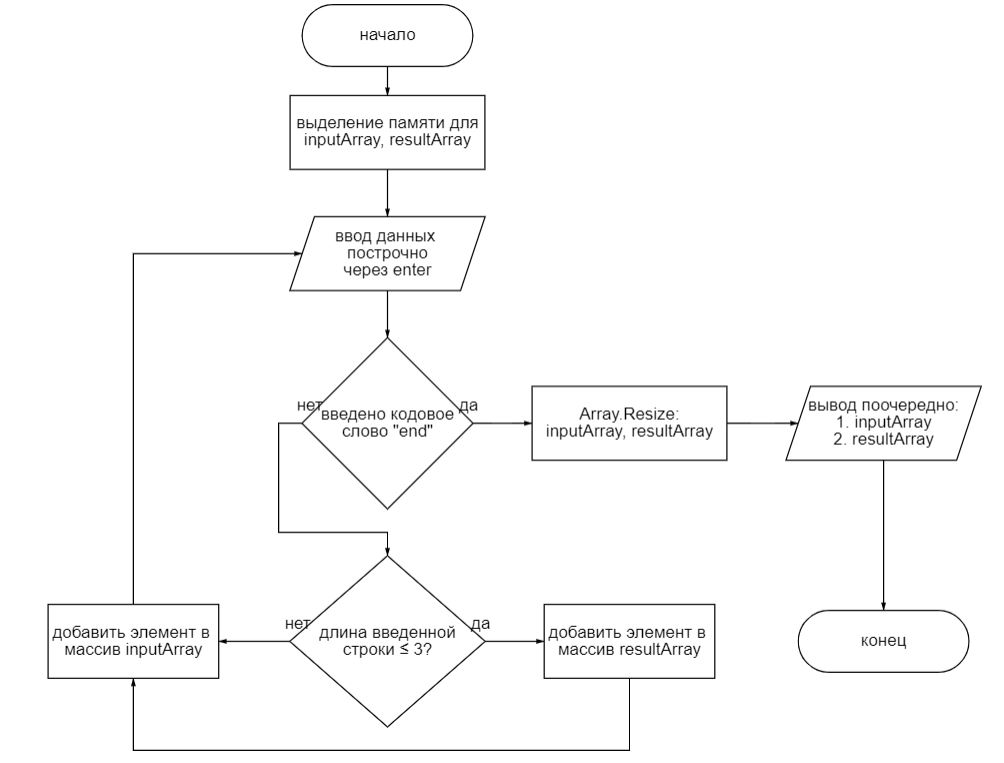 начало
выделение памяти для
inputArray, resultArray
ввод данных
построчно
через enter
нет
введено кодовое
слово "end"
да
Array.Resize:
inputArray, resultArray
вывод поочередно:
1. inputArray
2. resultArray
добавить элемент в
массив inputArray
нет
длина введенной
строки ≤ 3?
да
добавить элемент в
массив resultArray
конец